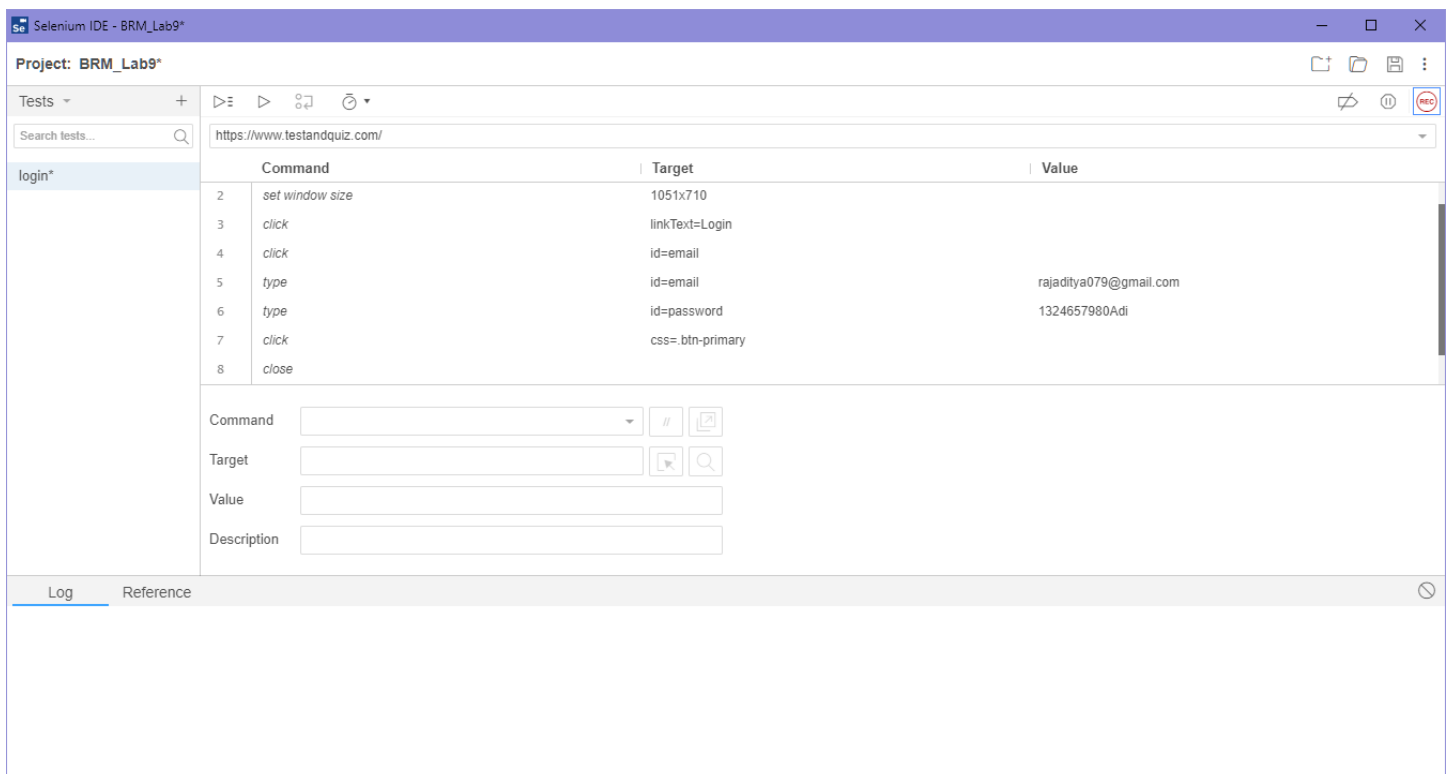 Se Selenium IDE - BRM_Lab9*
Project: BRM_Lab9*
Tests
Search tests...
login*
REC
https://www.testandquiz.com/
Command Target Value
2 set window size 1051x710
3 click linkText=Login
4 click id=email
5 type id=email rajaditya079@gmail.com
6 type id=password 1324657980Adi
7 click css=.btn-primary
8 close
Command //
Target
Value
Description
Log Reference